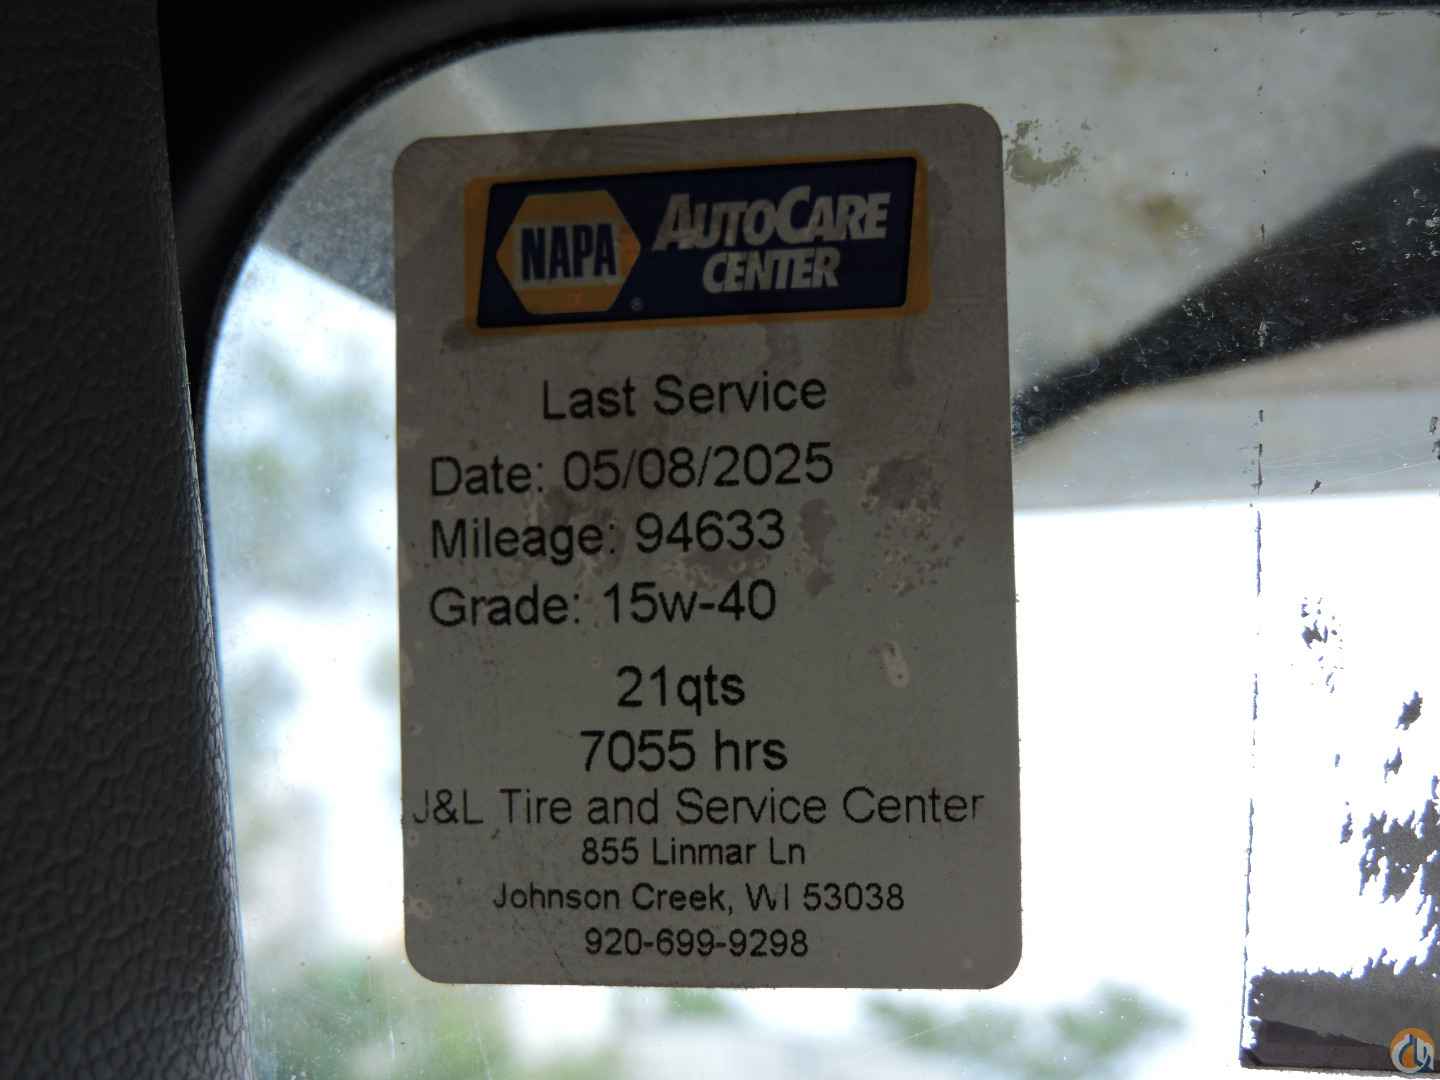 NAPA AUTOCARE
CENTER
Last Service
Date: 05/08/2025
Mileage: 94633
Grade: 15w-40
21qts
7055 hrs
J&L Tire and Service Center
855 Linmar Ln
Johnson Creek, WI 53038
920-699-9298